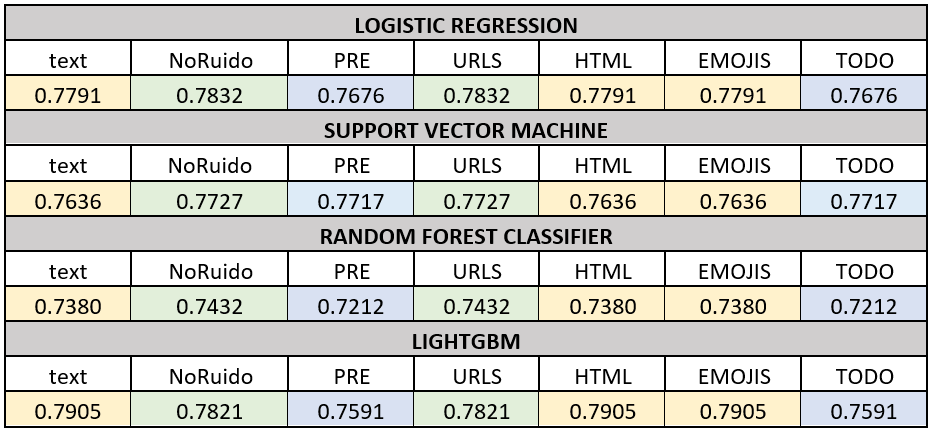 LOGISTIC REGRESSION
text NoRuido PRE URLS HTML EMOJIS TODO
0.7791 0.7832 0.7676 0.7832 0.7791 0.7791 0.7676
SUPPORT VECTOR MACHINE
text NoRuido PRE URLS HTML EMOJIS TODO
0.7636 0.7727 0.7717 0.7727 0.7636 0.7636 0.7717
RANDOM FOREST CLASSIFIER
text NoRuido PRE URLS HTML EMOJIS TODO
0.7380 0.7432 0.7212 0.7432 0.7380 0.7380 0.7212
LIGHTGBM
text NoRuido PRE URLS HTML EMOJIS TODO
0.7905 0.7821 0.7591 0.7821 0.7905 0.7905 0.7591